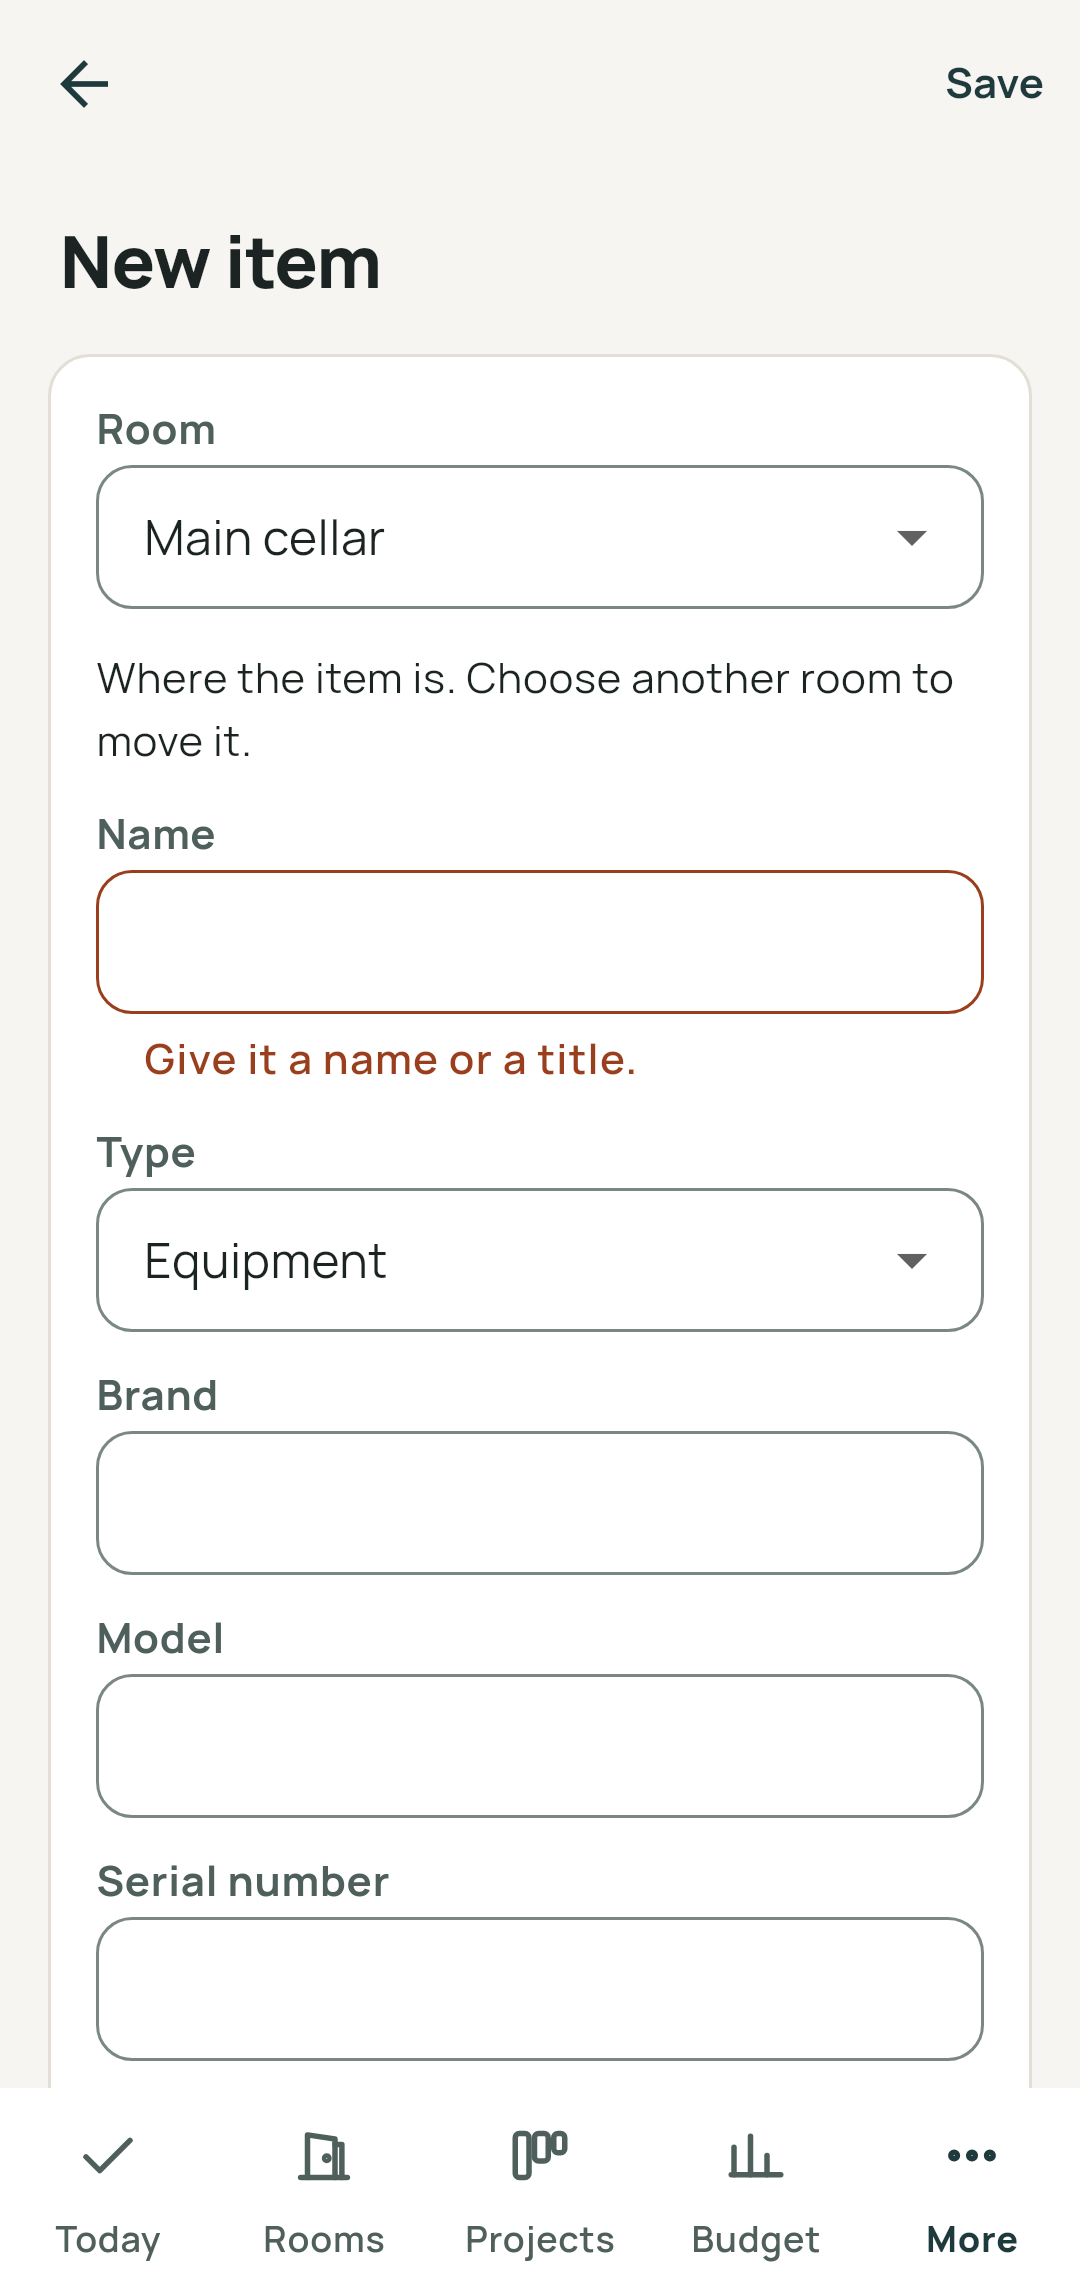 Save
New item
Room
Main cellar
Where the item is. Choose another room to
move it.
Name
Give it a name or a title.
Type
Equipment
Brand
Model
Serial number
Today
Rooms
Projects
Budget
More